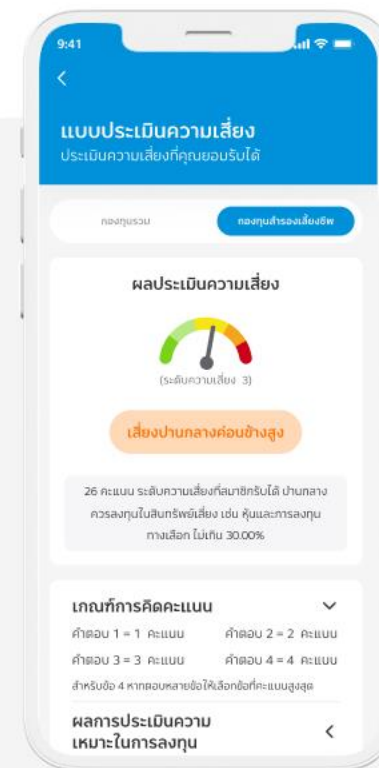 9:41
แบบประเมินความเสี่ยง
ประเมินความเสี่ยงที่คุณยอมรับได้
กองทุนรวม
กองทุนสำรองเลี้ยงชีพ
ผลประเมินความเสี่ยง
(ระดับความเสี่ยง 3)
เสี่ยงปานกลางค่อนข้างสูง
26 คะแนน ระดับความเสี่ยงที่สมาชิกรับได้ ปานกลาง
ควรลงทุนในสินทรัพย์เสี่ยง เช่น หุ้นและการลงทุน
ทางเลือก ไม่เกิน 30.00%
เกณฑ์การคิดคะแนน
คำตอบ 1 = 1 คะแนน คำตอบ 2 = 2 คะแนน
คำตอบ 3 = 3 คะแนน คำตอบ 4 = 4 คะแนน
สำหรับข้อ 4 หากตอบหลายข้อให้เลือกข้อที่คะแนนสูงสุด
ผลการประเมินความ
เหมาะในการลงทุน